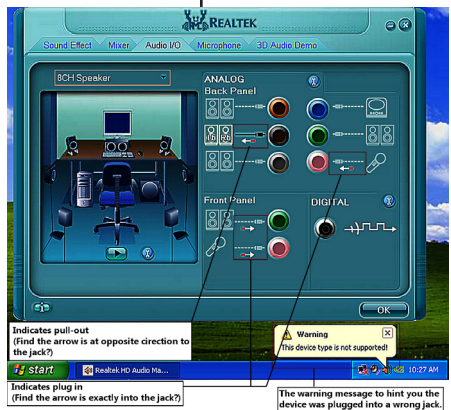 REALTEK
Sound Effect Mixer Audio I/O Microphone 3D Audio Demo
8CH Speaker
ANALOG
Back Panel
Front Panel
DIGITAL
OK
Indicates pull-out
(Find the arrow is at opposite cirection to
the jack?)
Warning
This device type is not supported!
start
Realtek HD Audio Ma...
10:27 AM
Indicates plug in
(Find the arrow is exactly into the jack?)
The warning message to hint you the
device was plugged into a wrong jack.